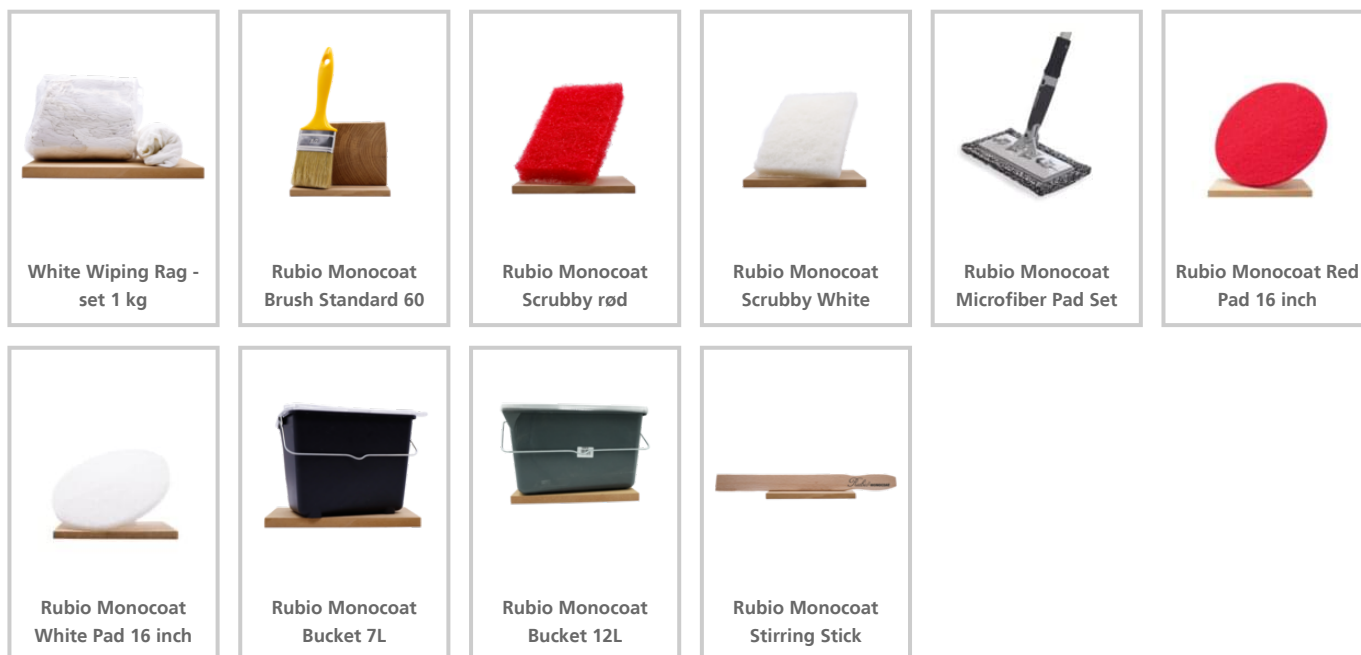 White Wiping Rag -
set 1 kg
Rubio Monocoat
Brush Standard 60
Rubio Monocoat
Scrubby rød
Rubio Monocoat
Scrubby White
Rubio Monocoat
Microfiber Pad Set
Rubio Monocoat Red
Pad 16 inch
Rubio Monocoat
White Pad 16 inch
Rubio Monocoat
Bucket 7L
Rubio Monocoat
Bucket 12L
Rubio Monocoat
Stirring Stick